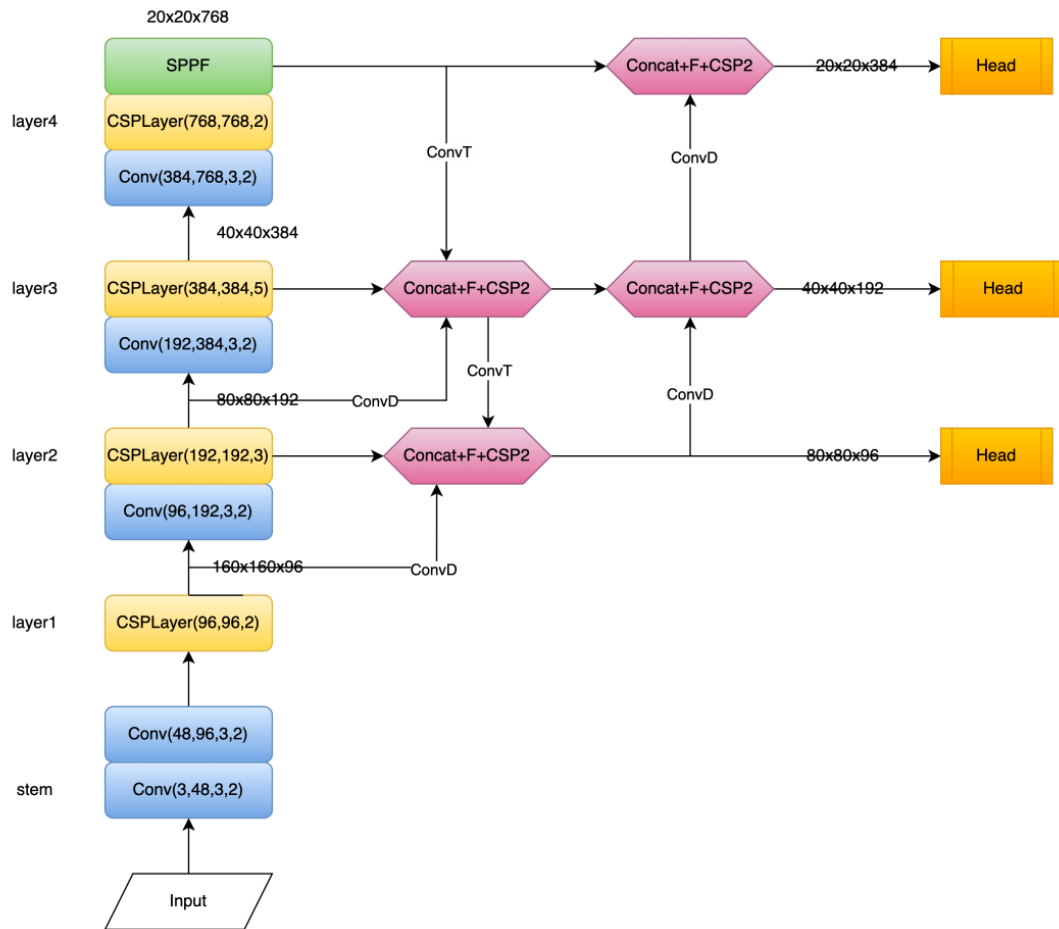 20x20x768
SPPF
Concat+F+CSP2
20x20x384
Head
layer4
CSPLayer(768,768,2)
ConvT
ConvD
Conv(384,768,3,2)
40x40x384
layer3
CSPLayer(384,384,5)
Concat+F+CSP2
Concat+F+CSP2
40x40x192
Head
Conv(192,384,3,2)
ConvT
80x80x192
ConvD
ConvD
layer2
CSPLayer(192,192,3)
Concat+F+CSP2
80x80x96
Head
Conv(96,192,3,2)
160x160x96
ConvD
layer1
CSPLayer(96,96,2)
Conv(48,96,3,2)
stem
Conv(3,48,3,2)
Input